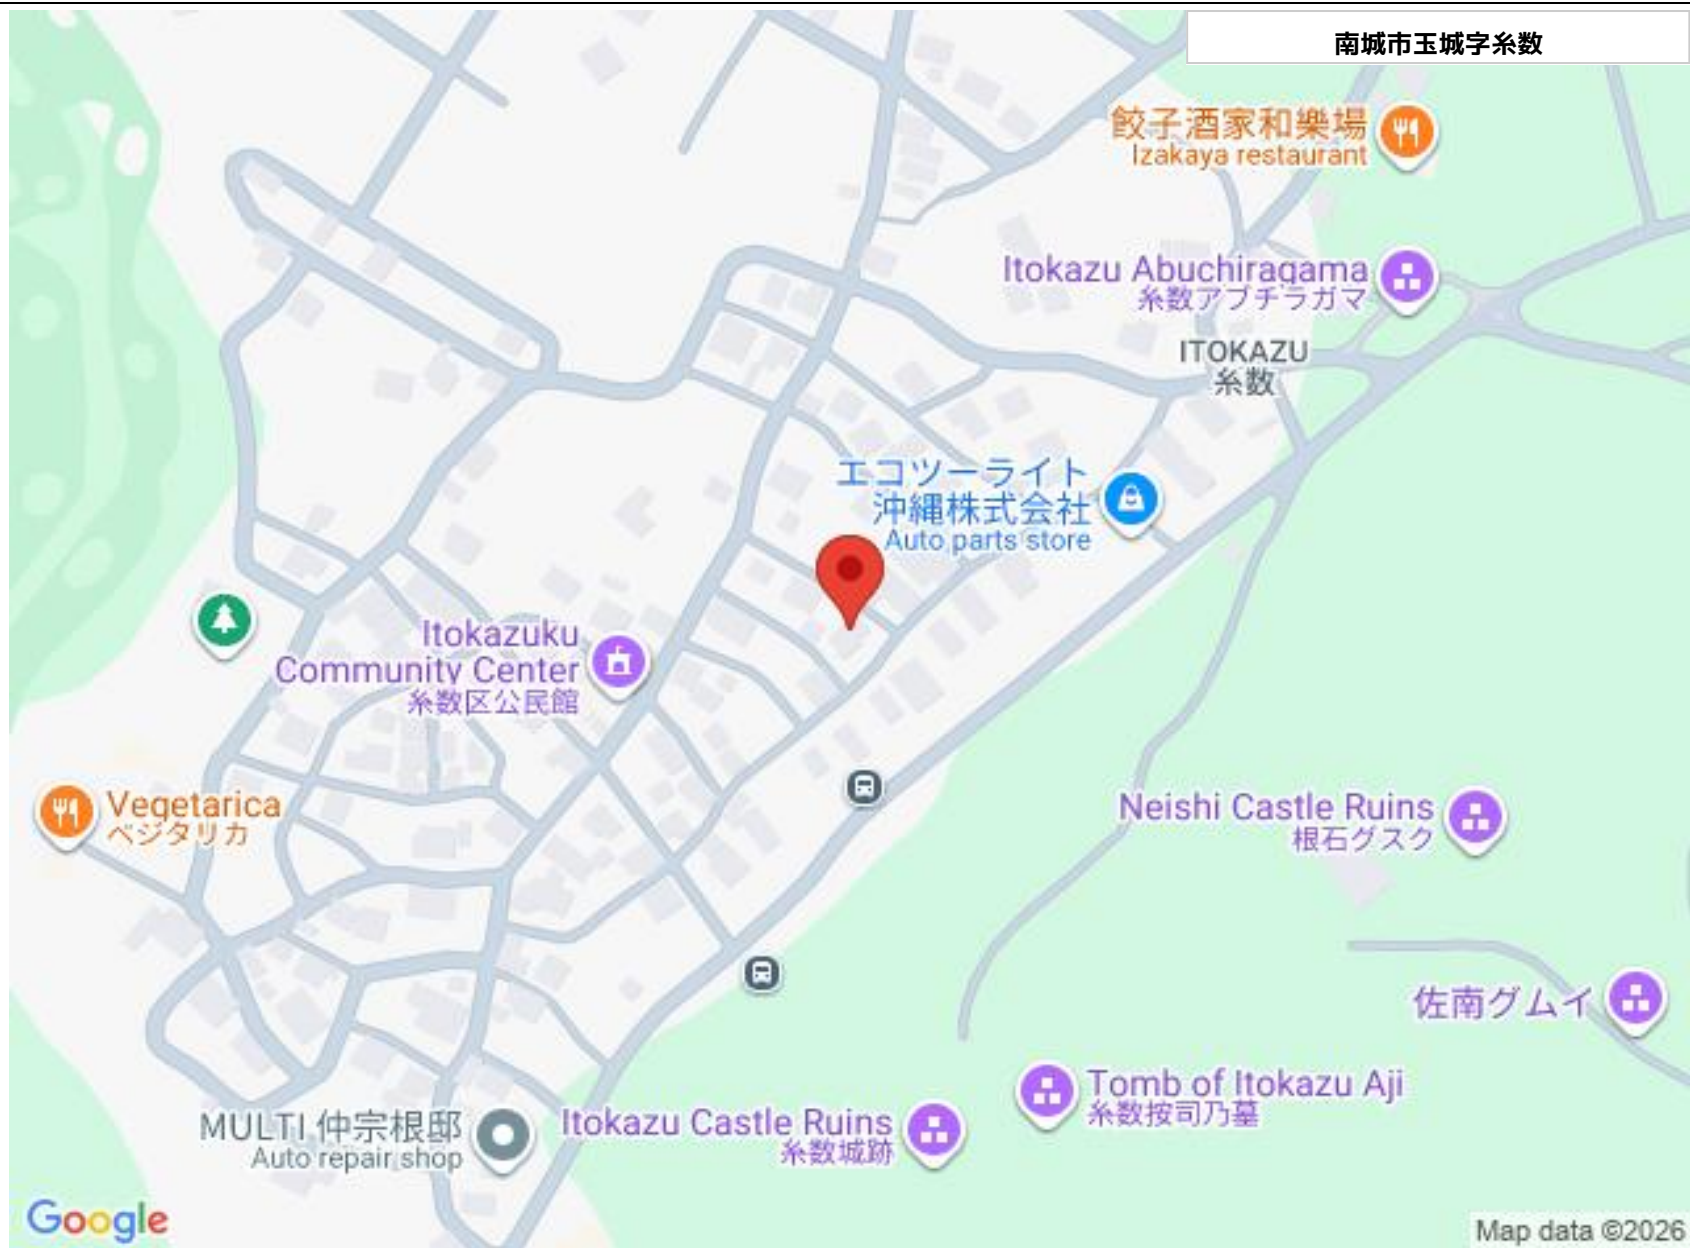 南城市玉城字糸数
餃子酒家和樂場
Izakaya restaurant
Itokazu Abuchiragama
糸数アブチラガマ
ITOKAZU
糸数
エコツーライト
沖縄株式会社
Auto parts store
Itokazuku
Community Center
糸数区公民館
Vegetarica
ベジタリカ
Neishi Castle Ruins
根石グスク
佐南グムイ
Tomb of Itokazu Aji
糸数按司乃墓
MULTI 仲宗根邸
Auto repair shop
Itokazu Castle Ruins
糸数城跡
Google
Map data ©2026